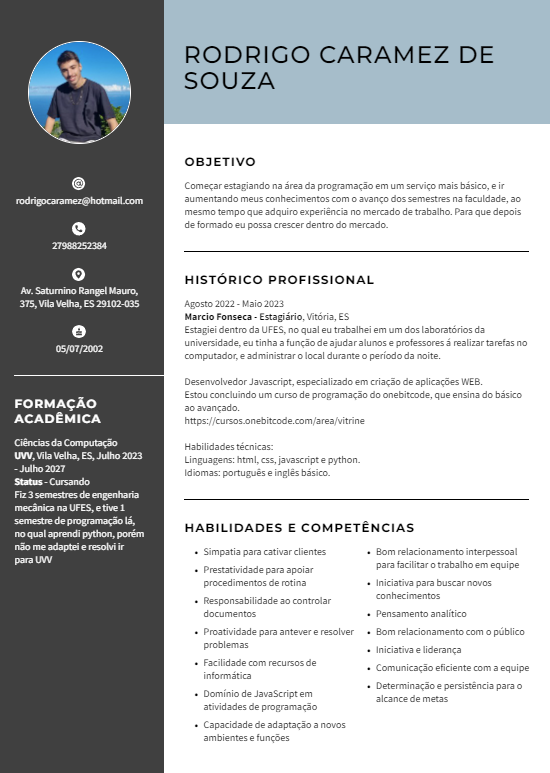 RODRIGO CARAMEZ DE
SOUZA
rodrigocaramez@hotmail.com
27988252384
Av. Saturnino Rangel Mauro,
375, Vila Velha, ES 29102-035
05/07/2002
FORMAÇÃO
ACADÊMICA
Ciências da Computação
UVV, Vila Velha, ES, Julho 2023
- Julho 2027
Status - Cursando
Fiz 3 semestres de engenharia
mecânica na UFES, e tive 1
semestre de programação lá,
no qual aprendi python, porém
não me adaptei e resolvi ir
para UVV
OBJETIVO
Começar estagiando na área da programação em um serviço mais básico, e ir
aumentando meus conhecimentos com o avanço dos semestres na faculdade, ao
mesmo tempo que adquiro experiência no mercado de trabalho. Para que depois
de formado eu possa crescer dentro do mercado.
HISTÓRICO PROFISSIONAL
Agosto 2022 - Maio 2023
Marcio Fonseca - Estagiário, Vitória, ES
Estagiei dentro da UFES, no qual eu trabalhei em um dos laboratórios da
universidade, eu tinha a função de ajudar alunos e professores á realizar tarefas no
computador, e administrar o local durante o período da noite.
Desenvolvedor Javascript, especializado em criação de aplicações WEB.
Estou concluindo um curso de programação do onebitcode, que ensina do básico
ao avançado.
https://cursos.onebitcode.com/area/vitrine
Habilidades técnicas:
Linguagens: html, css, javascript e python.
Idiomas: português e inglês básico.
HABILIDADES E COMPETÊNCIAS
• Simpatia para cativar clientes
• Prestatividade para apoiar
procedimentos de rotina
• Responsabilidade ao controlar
documentos
• Proatividade para antever e resolver
problemas
• Facilidade com recursos de
informática
• Domínio de JavaScript em
atividades de programação
• Capacidade de adaptação a novos
ambientes e funções
• Bom relacionamento interpessoal
para facilitar o trabalho em equipe
• Iniciativa para buscar novos
conhecimentos
• Pensamento analítico
• Bom relacionamento com o público
• Iniciativa e liderança
• Comunicação eficiente com a equipe
• Determinação e persistência para o
alcance de metas